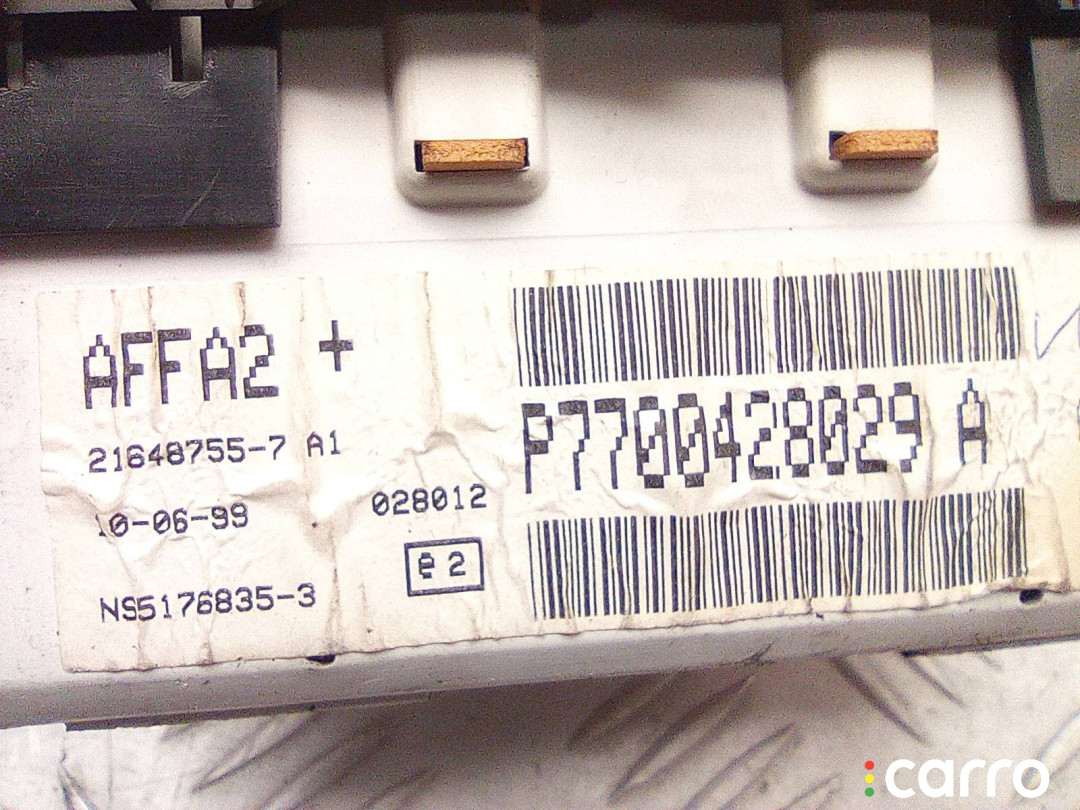 AFFA2 +
21648755-7 A1
10-06-99
028012
e2
NS5176835-3
P7700428029 A
carro